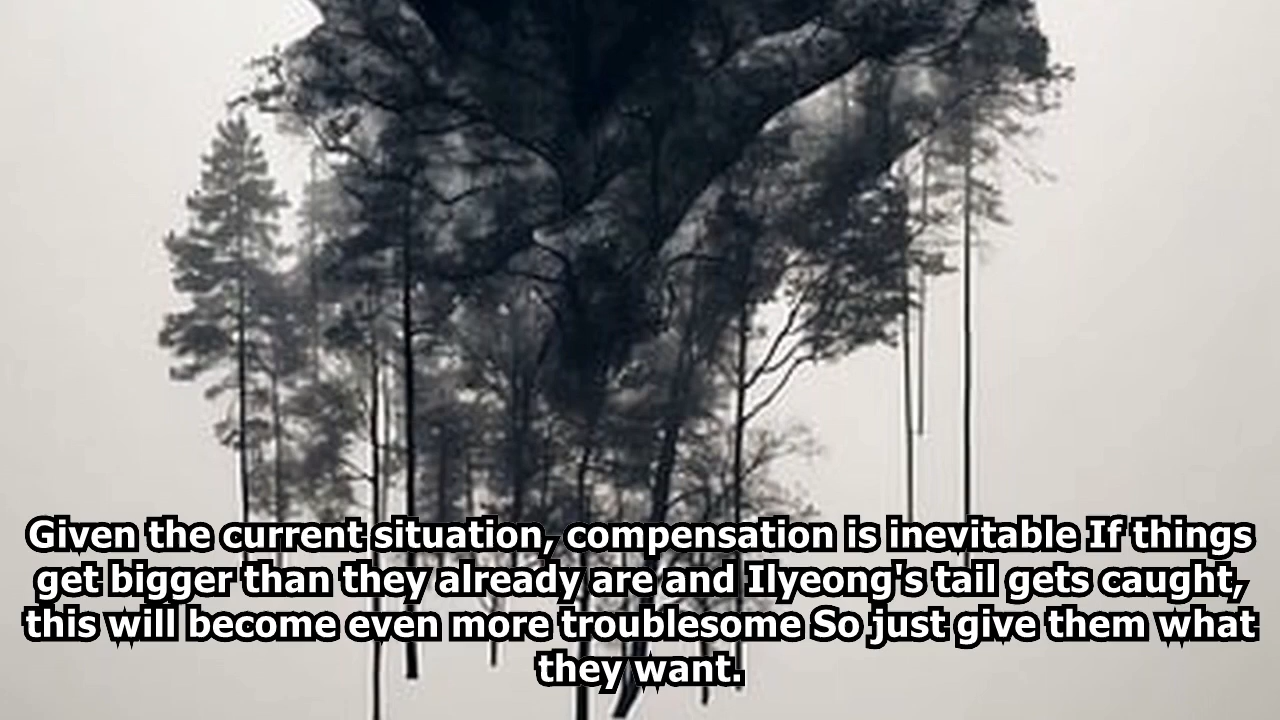 Given the current situation, compensation is inevitable If things
get bigger than they already are and Ilyeong's tail gets caught,
this will become even more troublesome So just give them what
they want.